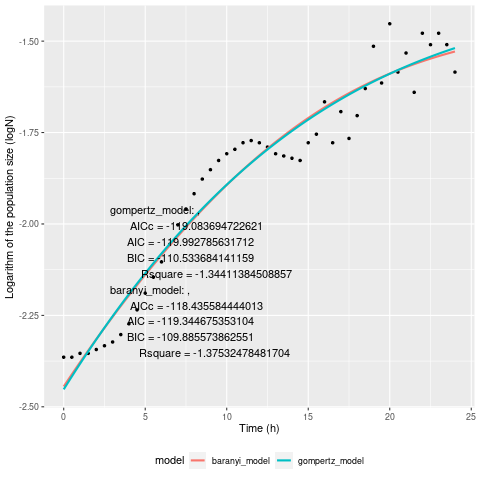 -1.50
-1.75
-2.00
-2.25
-2.50
Logarithm of the population size (logN)
gompertz_model: ,
AICc = -119.083694722621
AIC = -119.992785631712
BIC = -110.533684141159
Rsquare = -1.34411384508857
baranyi_model: ,
AICc = -118.435584444013
AIC = -119.344675353104
BIC = -109.885573862551
Rsquare = -1.37532478481704
0 5 10 15 20 25
Time (h)
model baranyi_model gompertz_model